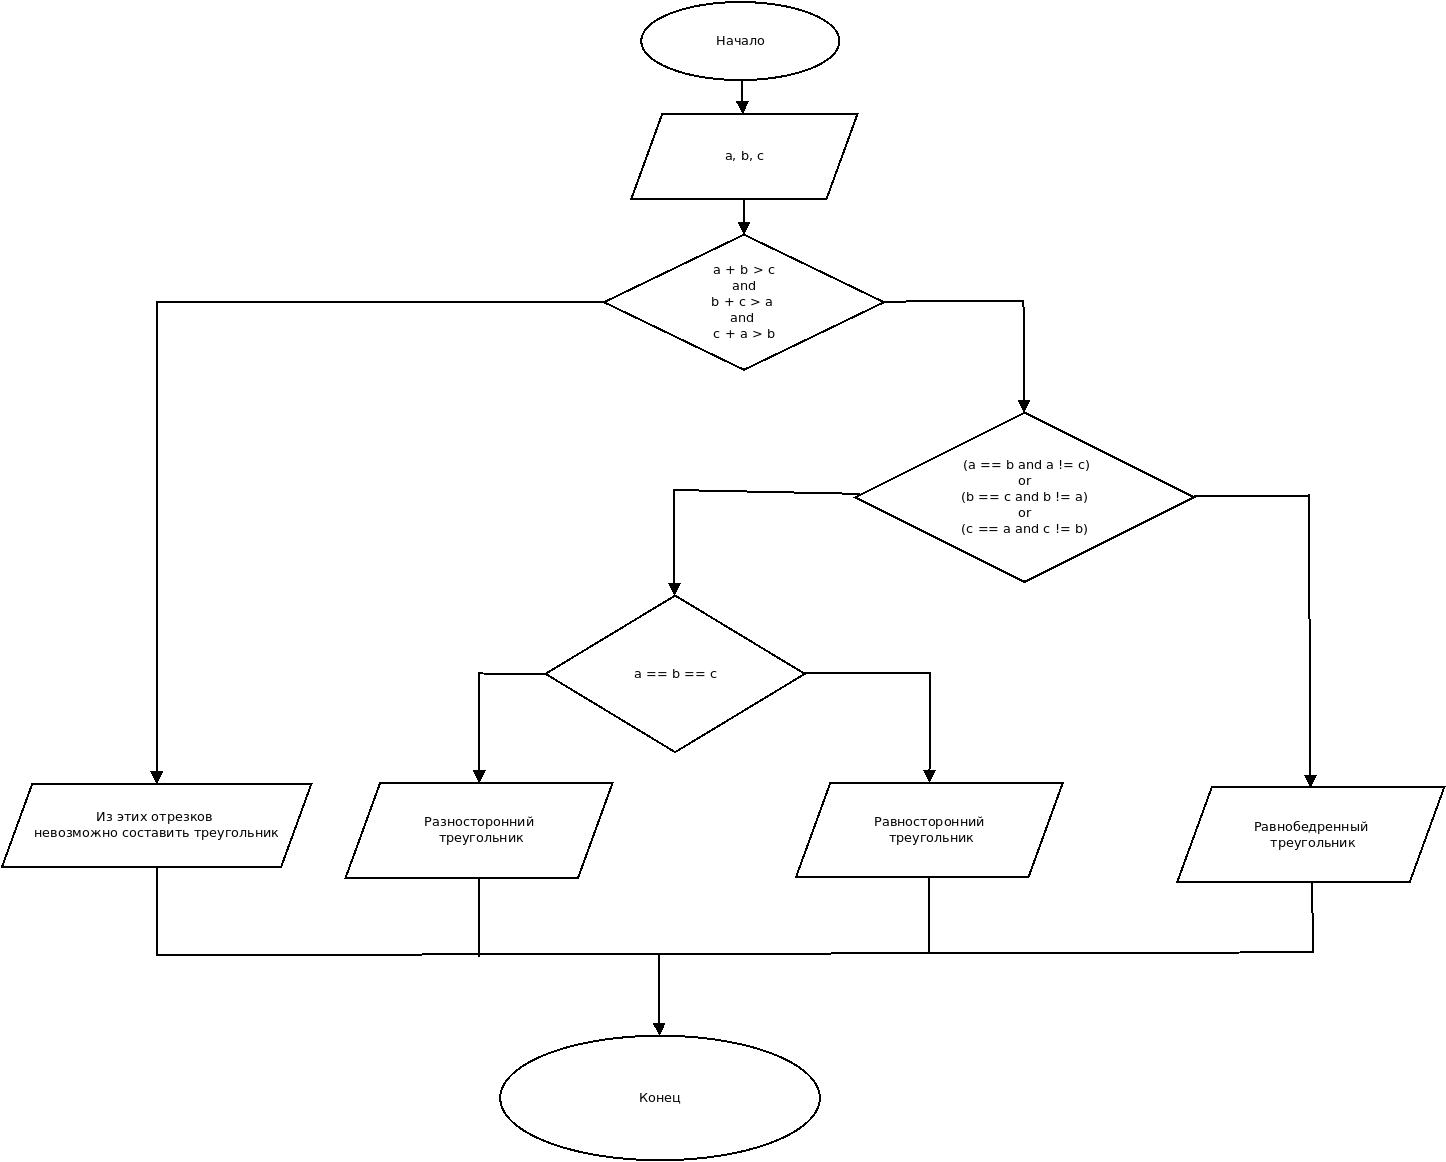 Начало
a, b, c
a + b > c
and
b + c > a
and
c + a > b
(a == b and a != c)
or
(b == c and b != a)
or
(c == a and c != b)
a == b == c
Из этих отрезков
невозможно составить треугольник
Разносторонний
треугольник
Равносторонний
треугольник
Равнобедренный
треугольник
Конец